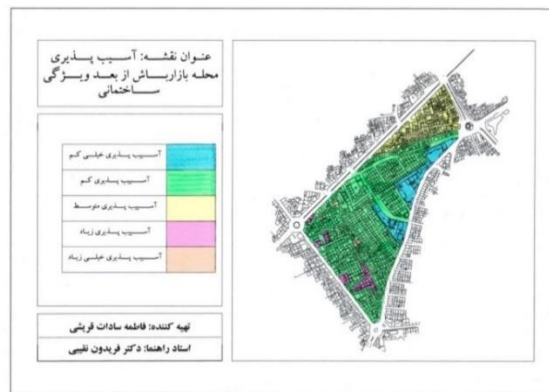 عنوان نقشه: آسیب پذیری
محله بازارباش از بعد ویژگی
ساختمانی
آسیب پذیری خیلی کم
آسیب پذیری کم
آسیب پذیری متوسط
آسیب پذیری زیاد
آسیب پذیری خیلی زیاد
تهیه کننده: فاطمه سادات قریشی
استاد راهنما: دکتر فریدون نقیبی